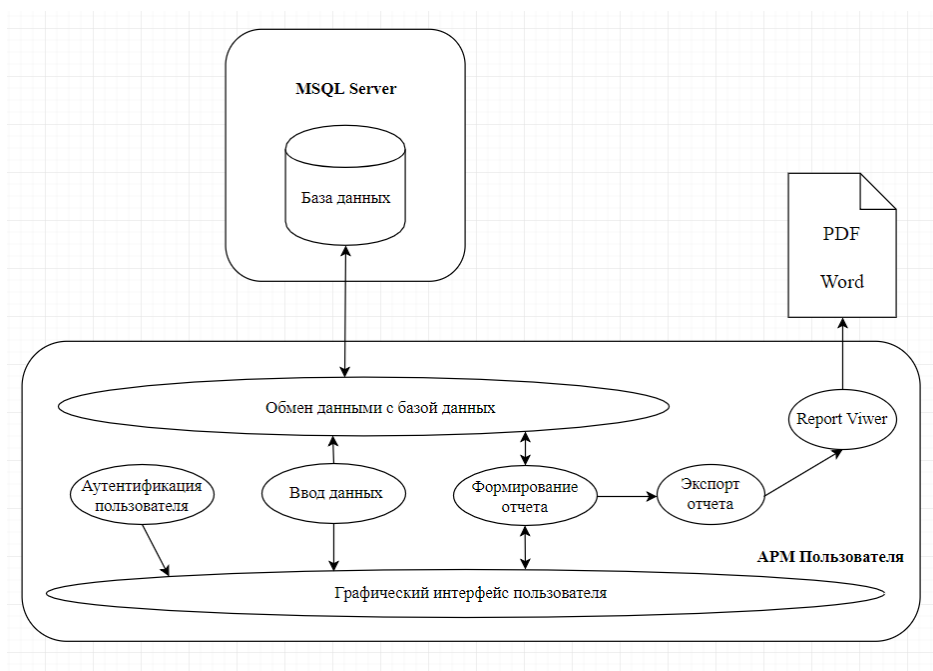 MSQL Server
База данных
PDF
Word
Обмен данными с базой данных
Report Viwer
Аутентификация
пользователя
Ввод данных
Формирование
отчета
Экспорт
отчета
АРМ Пользователя
Графический интерфейс пользователя